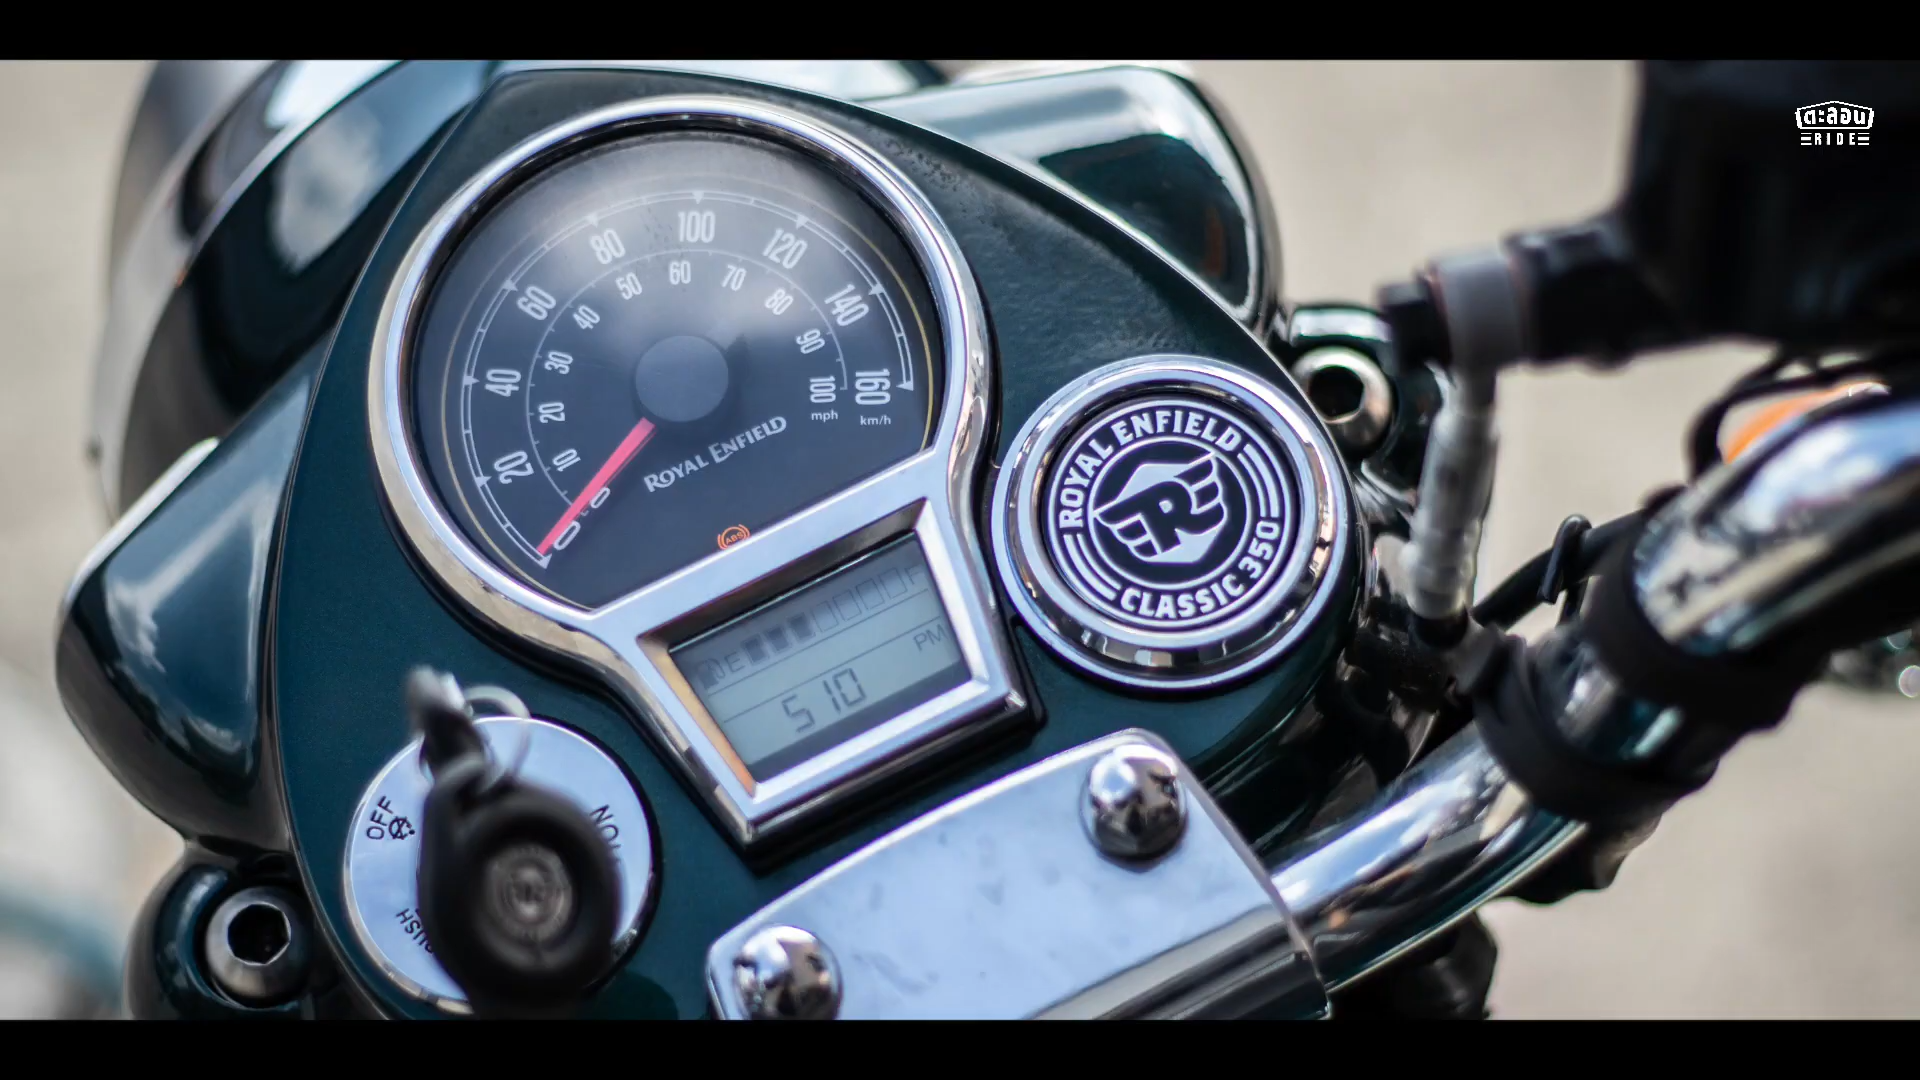 ตะลอน
RIDE
0 20 40 60 80 100 120 140 160
km/h
0 10 20 30 40 50 60 70 80 90 100
mph
ROYAL ENFIELD
ABS
E
PM
510
ROYAL ENFIELD
R
CLASSIC 350
OFF
ON
PUSH